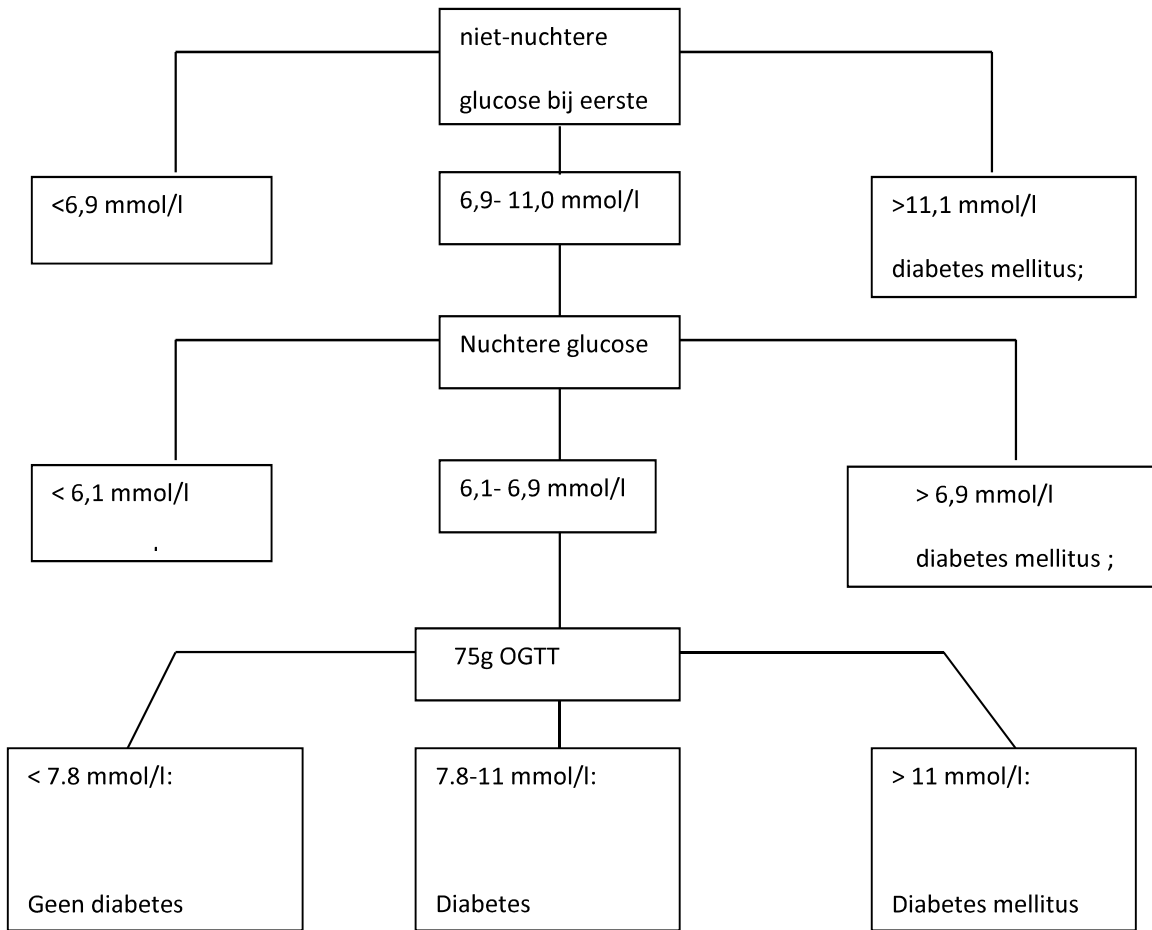 niet-nuchtere
glucose bij eerste
<6,9 mmol/l
6,9- 11,0 mmol/l
>11,1 mmol/l
diabetes mellitus;
Nuchtere glucose
< 6,1 mmol/l
6,1- 6,9 mmol/l
> 6,9 mmol/l
diabetes mellitus ;
75g OGTT
< 7.8 mmol/l:
Geen diabetes
7.8-11 mmol/l:
Diabetes
> 11 mmol/l:
Diabetes mellitus